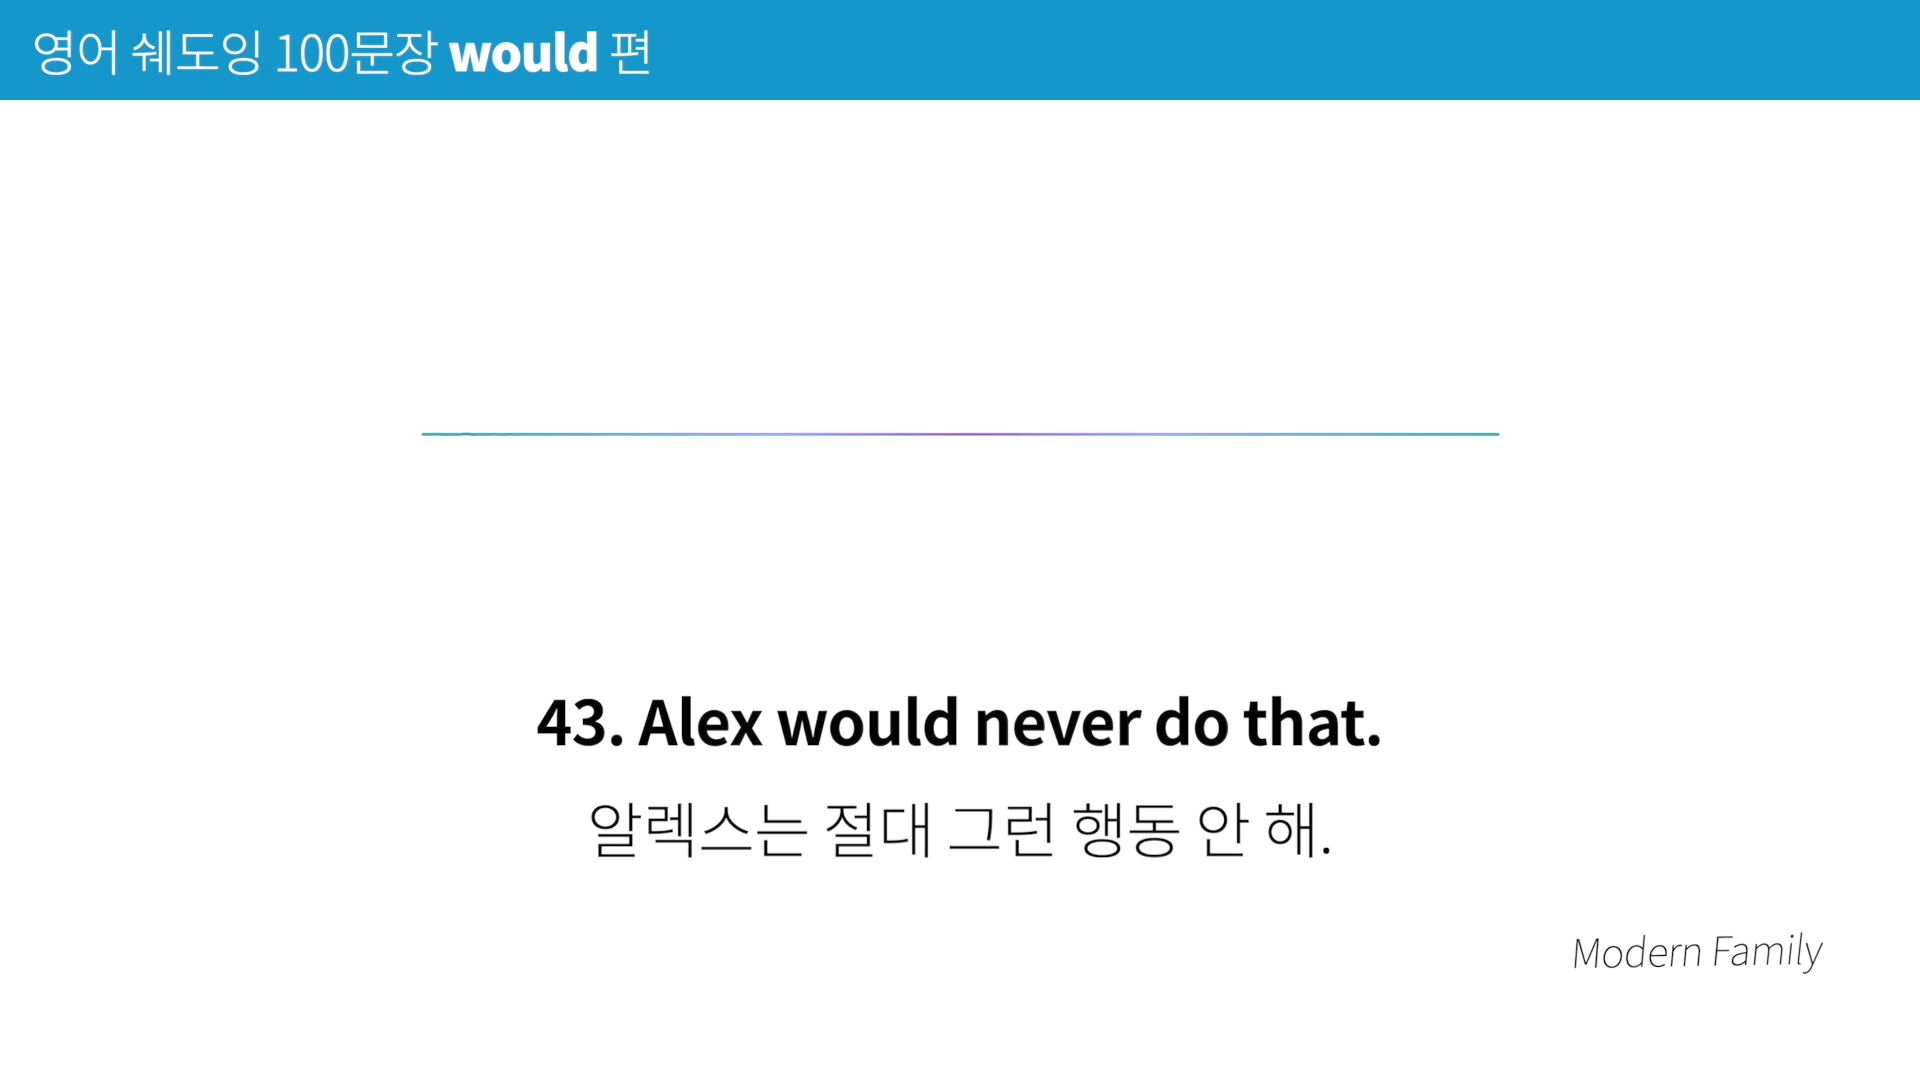 영어 쉐도잉 100문장 would 편
43. Alex would never do that.
알렉스는 절대 그런 행동 안 해.
Modern Family